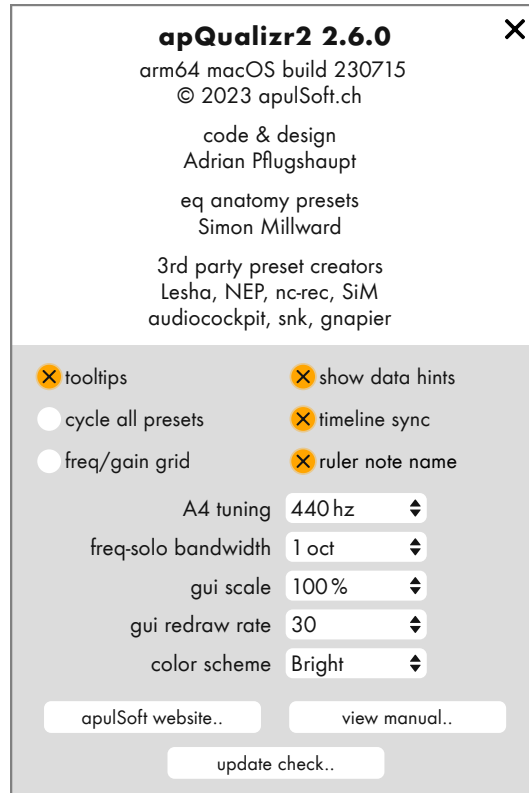 apQualizr2 2.6.0
arm64 macOS build 230715
© 2023 apulSoft.ch
code & design
Adrian Pflugshaupt
eq anatomy presets
Simon Millward
3rd party preset creators
Lesha, NEP, nc-rec, SiM
audiocockpit, snk, gnapier
tooltips
show data hints
cycle all presets
timeline sync
freq/gain grid
ruler note name
A4 tuning 440 hz
freq-solo bandwidth 1 oct
gui scale 100 %
gui redraw rate 30
color scheme Bright
apulSoft website..
view manual..
update check..